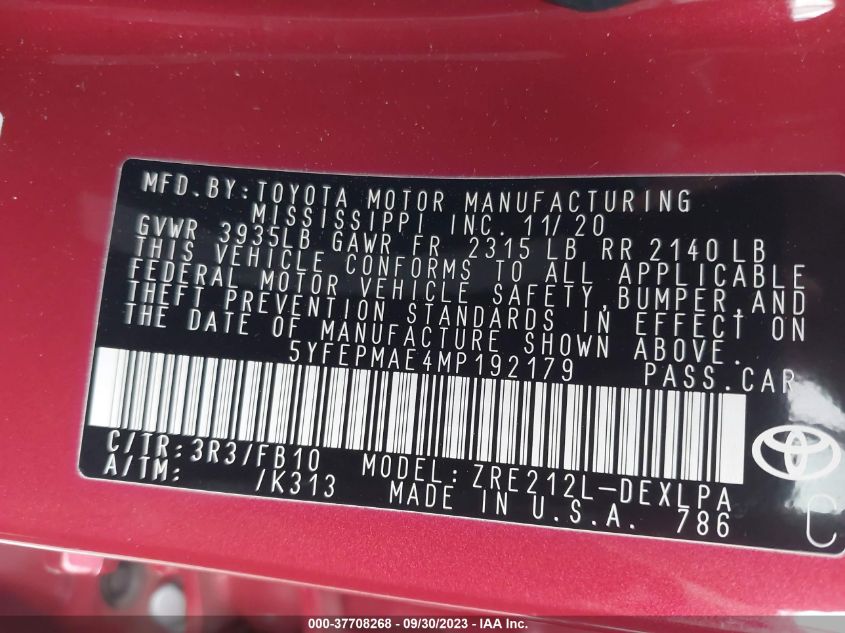 MFD. BY: TOYOTA MOTOR MANUFACTURING
MISSISSIPPI INC. 11/20
GVWR 3935LB GAWR FR 2315 LB RR 2140 LB
THIS VEHICLE CONFORMS TO ALL APPLICABLE
FEDERAL MOTOR VEHICLE SAFETY, BUMPER, AND
THEFT PREVENTION STANDARDS IN EFFECT ON
THE DATE OF MANUFACTURE SHOWN ABOVE.
5YFEPMAE4MP192179 PASS. CAR
C/TR: 3R3/FB10 MODEL: ZRE212L-DEXLPA
A/TM: /K313 MADE IN U.S.A. 786
C
000-37708268 - 09/30/2023 - IAA Inc.